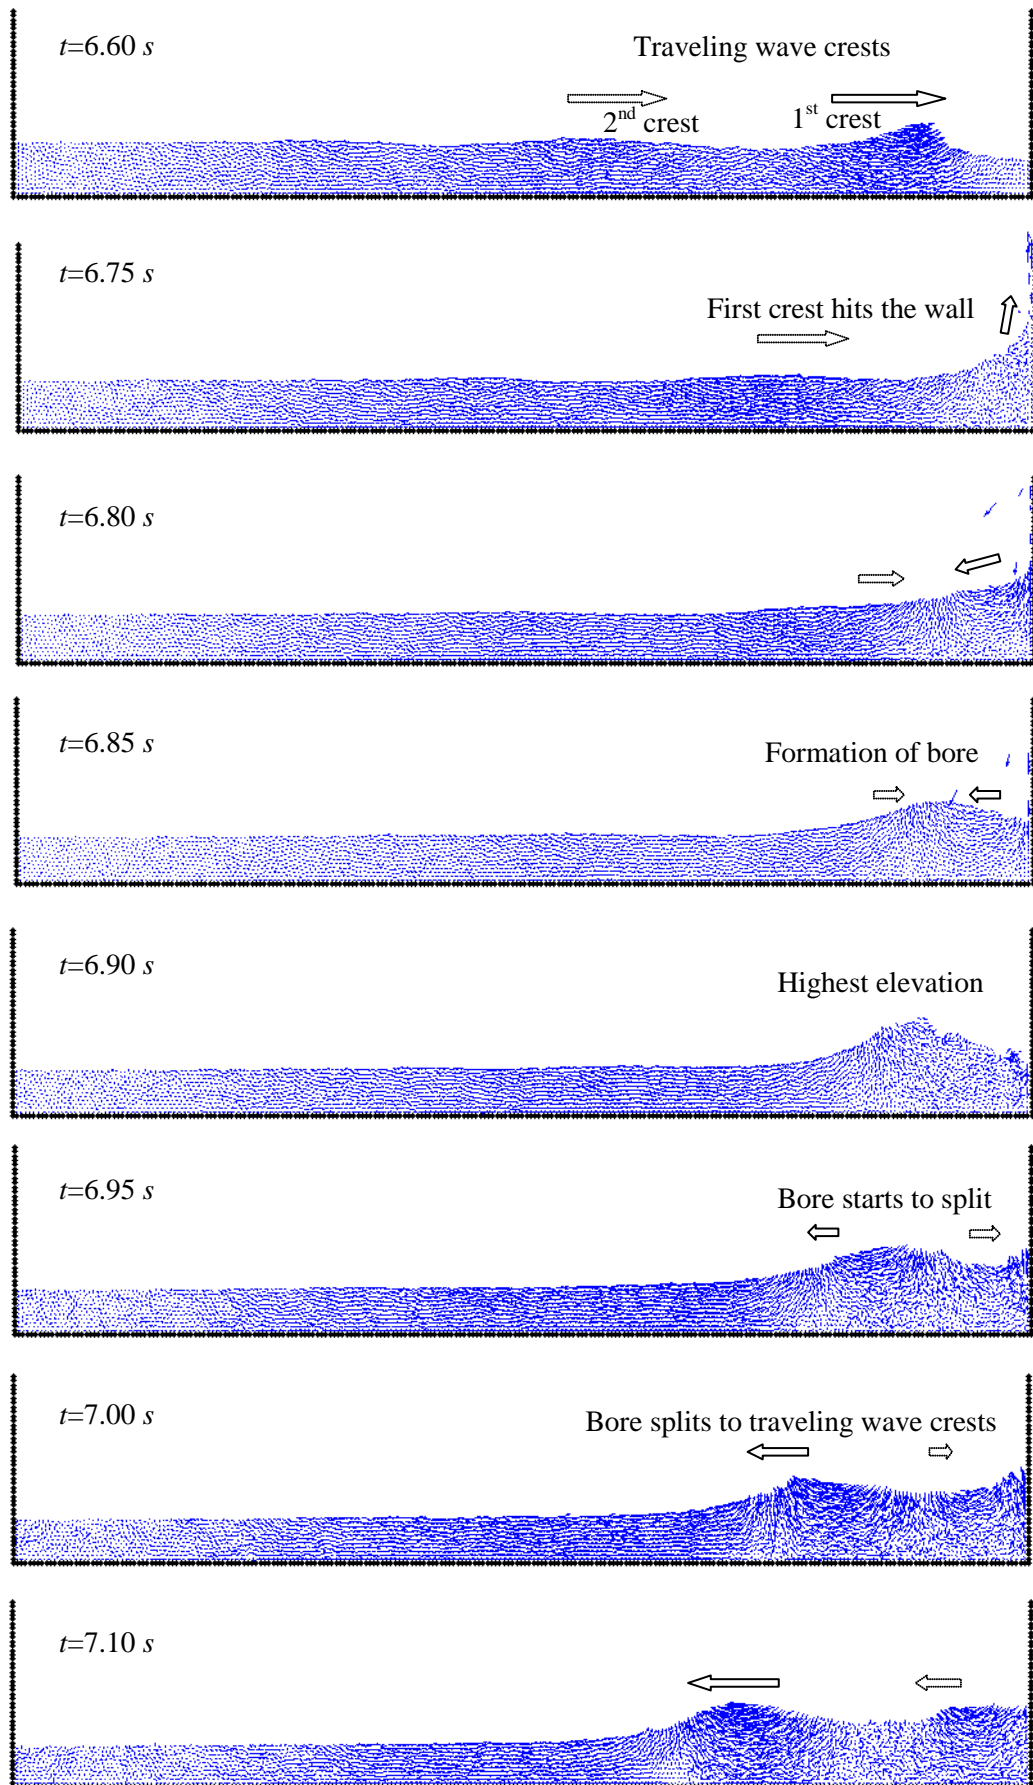 t=6.60 s
Traveling wave crests
2nd crest
1st crest
t=6.75 s
First crest hits the wall
t=6.80 s
t=6.85 s
Formation of bore
t=6.90 s
Highest elevation
t=6.95 s
Bore starts to split
t=7.00 s
Bore splits to traveling wave crests
t=7.10 s